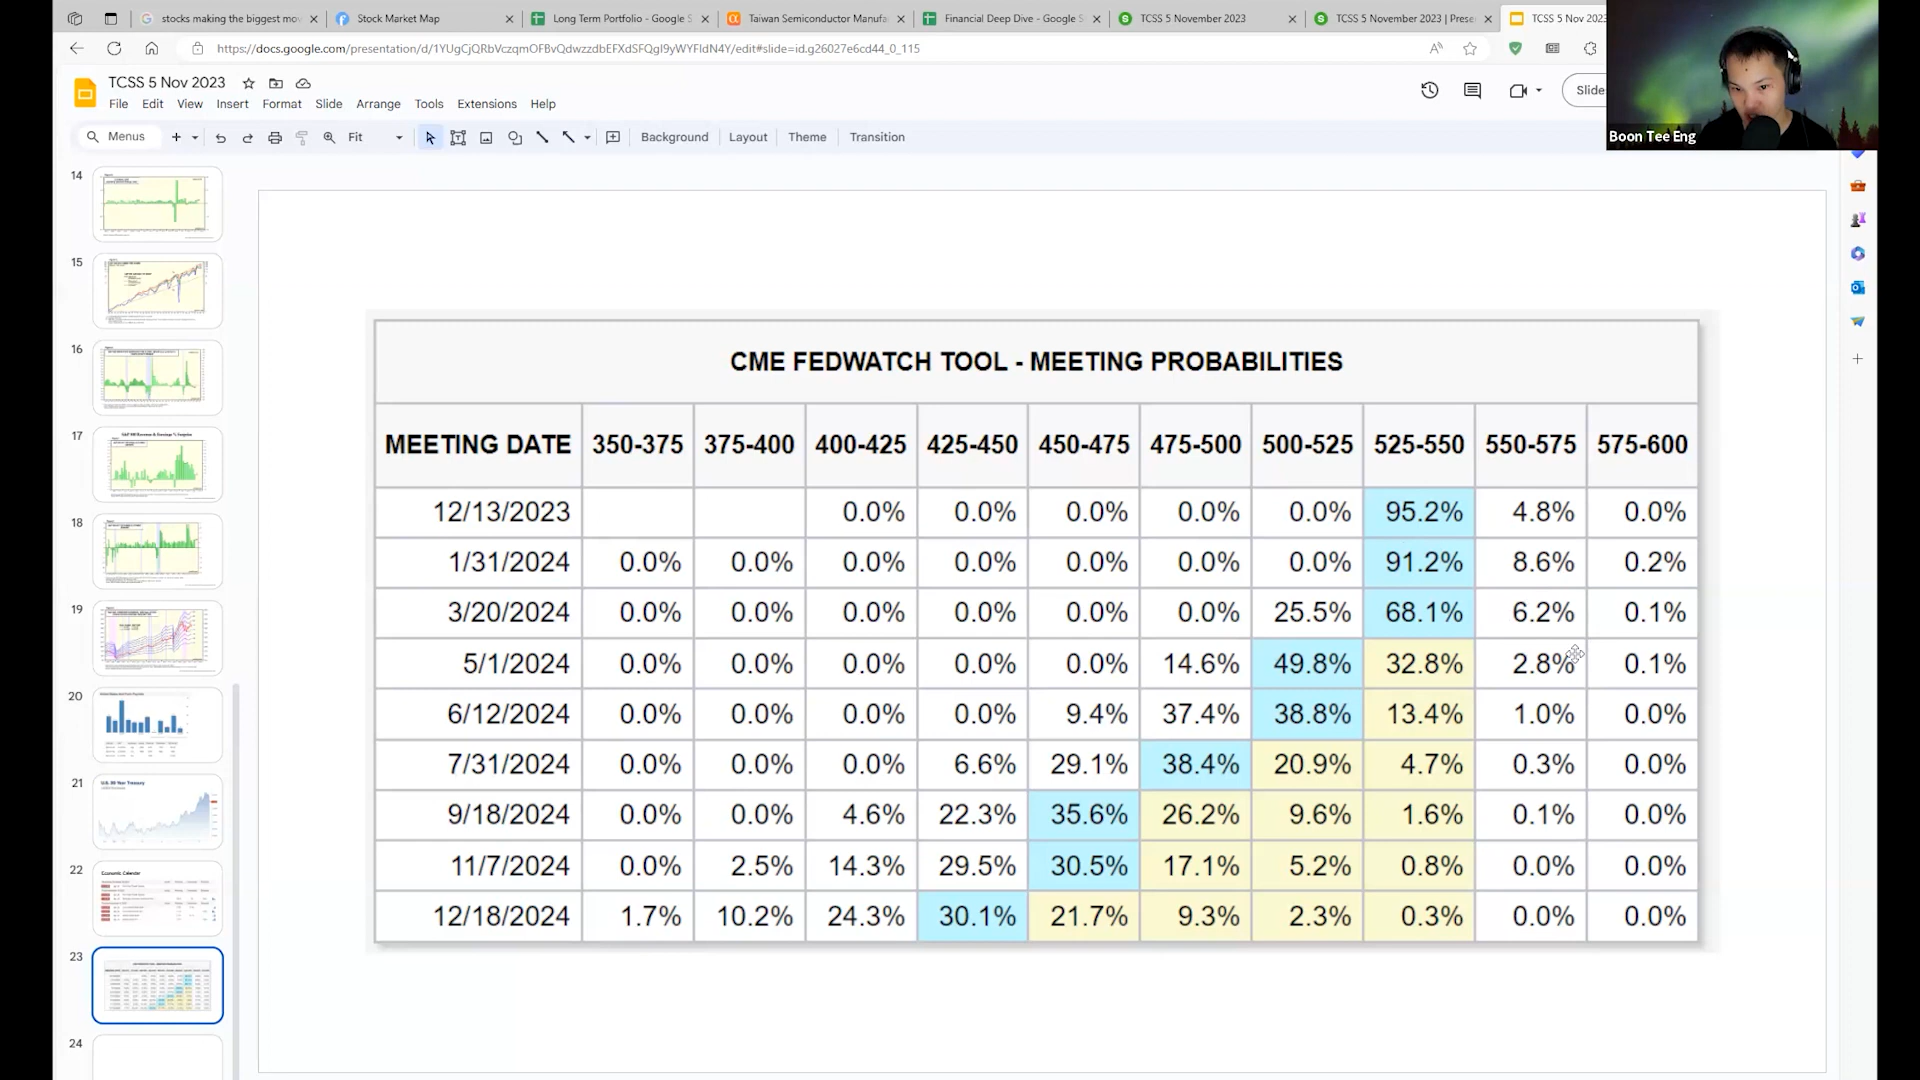 stocks making the biggest mov
Stock Market Map
Long Term Portfolio - Google S
Taiwan Semiconductor Manufa
Financial Deep Dive - Google S
TCSS 5 November 2023
TCSS 5 November 2023 | Prese
TCSS 5 Nov 2023
https://docs.google.com/presentation/d/1YUgCjQRbVczqmOFBvQdwzzdbEFXdSFQgI9yWYFIdN4Y/edit#slide=id.g26027e6cd44_0_115
TCSS 5 Nov 2023
File Edit View Insert Format Slide Arrange Tools Extensions Help
Slide
Boon Tee Eng
Menus Fit Background Layout Theme Transition
14
15
16
17
18
19
20
21
U.S. 30 Year Treasury
22
Economic Calendar
23
24
CME FEDWATCH TOOL - MEETING PROBABILITIES
MEETING DATE 350-375 375-400 400-425 425-450 450-475 475-500 500-525 525-550 550-575 575-600
12/13/2023 0.0% 0.0% 0.0% 0.0% 0.0% 95.2% 4.8% 0.0%
1/31/2024 0.0% 0.0% 0.0% 0.0% 0.0% 0.0% 0.0% 91.2% 8.6% 0.2%
3/20/2024 0.0% 0.0% 0.0% 0.0% 0.0% 0.0% 25.5% 68.1% 6.2% 0.1%
5/1/2024 0.0% 0.0% 0.0% 0.0% 0.0% 14.6% 49.8% 32.8% 2.8% 0.1%
6/12/2024 0.0% 0.0% 0.0% 0.0% 9.4% 37.4% 38.8% 13.4% 1.0% 0.0%
7/31/2024 0.0% 0.0% 0.0% 6.6% 29.1% 38.4% 20.9% 4.7% 0.3% 0.0%
9/18/2024 0.0% 0.0% 4.6% 22.3% 35.6% 26.2% 9.6% 1.6% 0.1% 0.0%
11/7/2024 0.0% 2.5% 14.3% 29.5% 30.5% 17.1% 5.2% 0.8% 0.0% 0.0%
12/18/2024 1.7% 10.2% 24.3% 30.1% 21.7% 9.3% 2.3% 0.3% 0.0% 0.0%